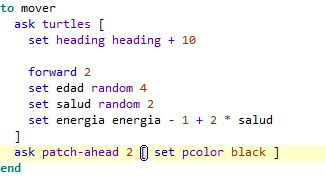 to mover
ask turtles [
set heading heading + 10
forward 2
set edad random 4
set salud random 2
set energia energia - 1 + 2 * salud
]
ask patch-ahead 2 [ set pcolor black ]
end